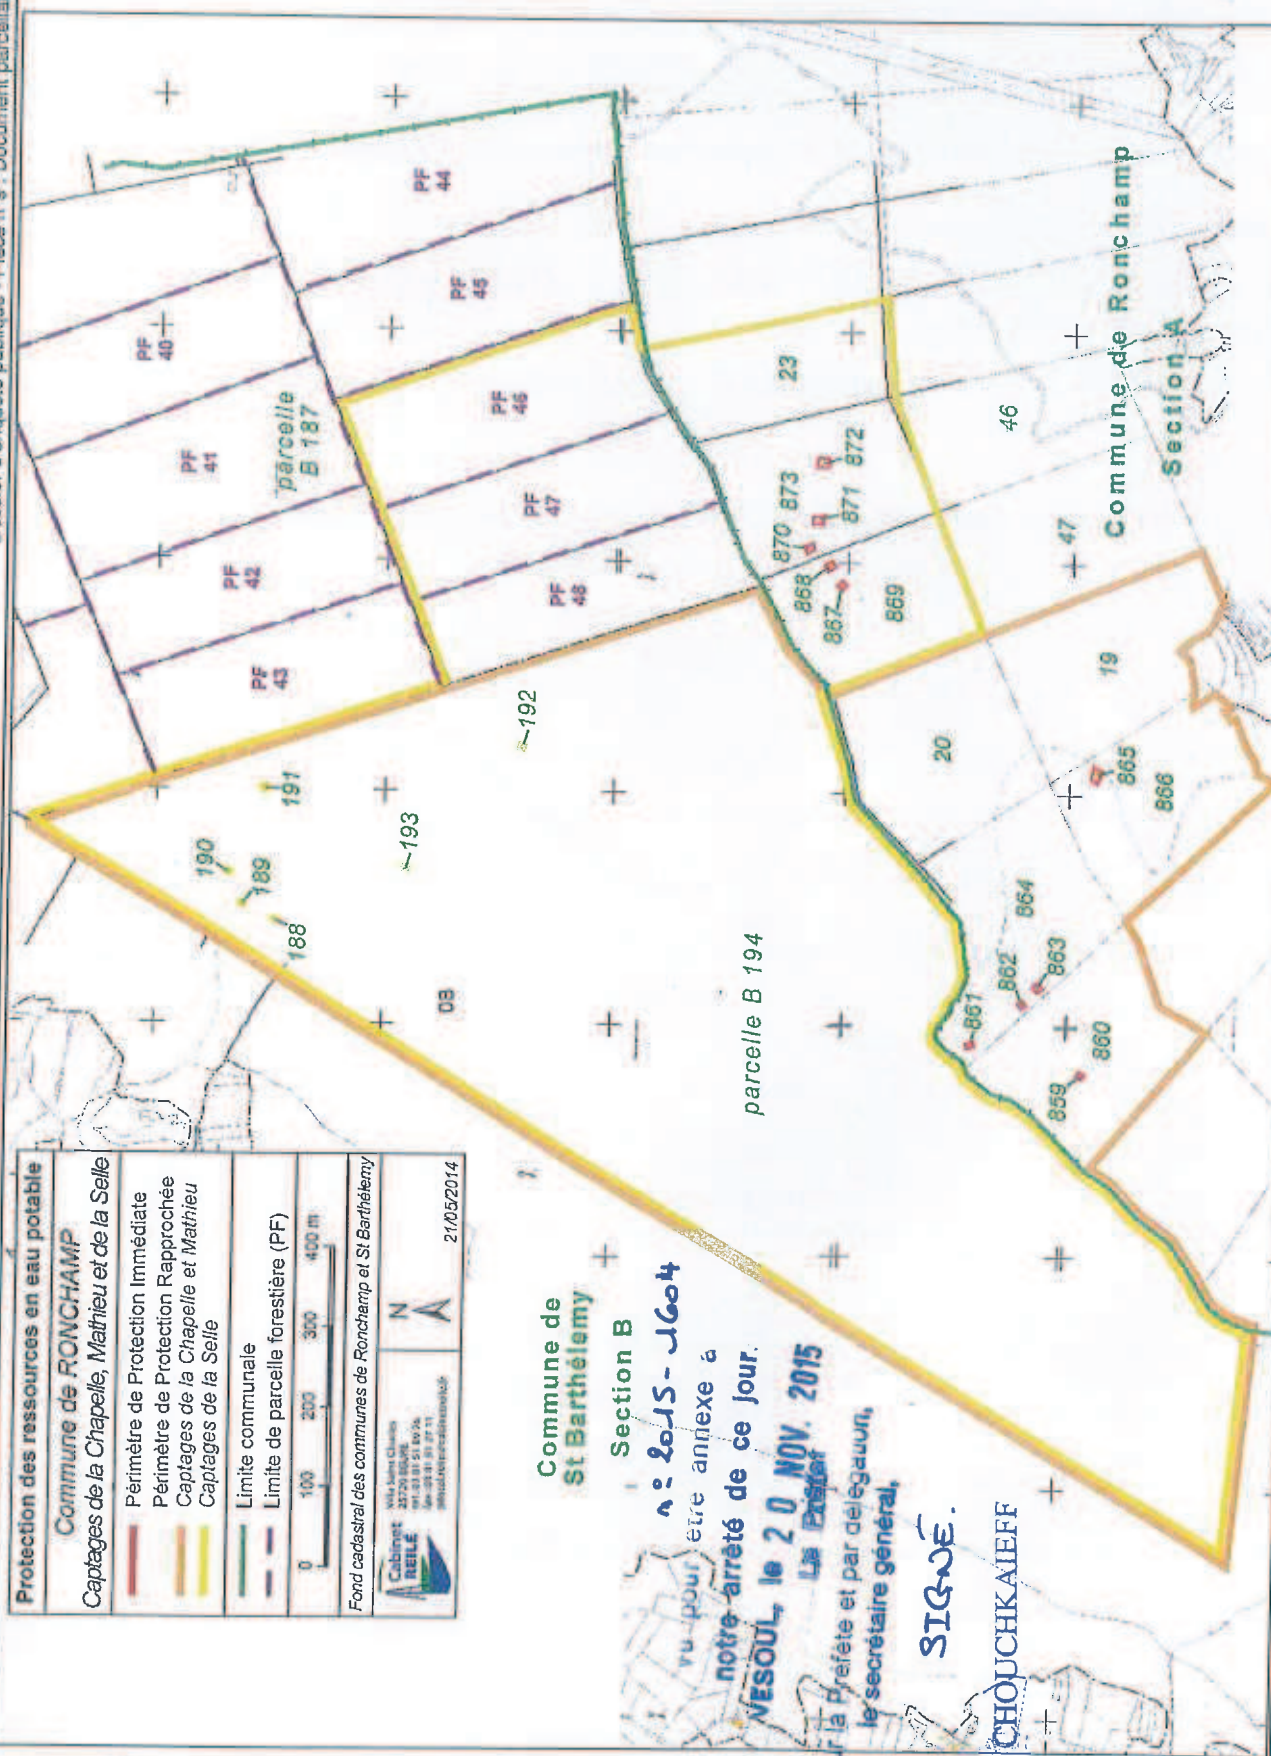 Protection des ressources en eau potable
Commune de RONCHAMP
Captages de la Chapelle, Mathieu et de la Selle
Périmètre de Protection Immédiate
Périmètre de Protection Rapprochée
Captages de la Chapelle et Mathieu
Captages de la Selle
Limite communale
Limite de parcelle forestière (PF)
0 100 200 300 400 m
Fond cadastral des communes de Ronchamp et St Barthélemy
Cabinet
REILÉ
N
21/05/2014
Commune de
St Barthélemy
Section B
n° 2015-1604
vu pour être annexé à
notre arrêté de ce jour.
VESOUL, le 20 NOV. 2015
la Préfète et par délégation,
le secrétaire général,
SIGNÉ.
CHOUCHKAIEFF
190
189
188
191
193
192
08
parcelle B 194
PF
40
PF
41
PF
42
PF
43
parcelle
B 187
PF
44
PF
45
PF
46
PF
47
PF
48
23
872
873
871
870
868
867
869
46
47
19
20
865
866
864
862
863
861
859
860
Commune de Ronchamp
Section A